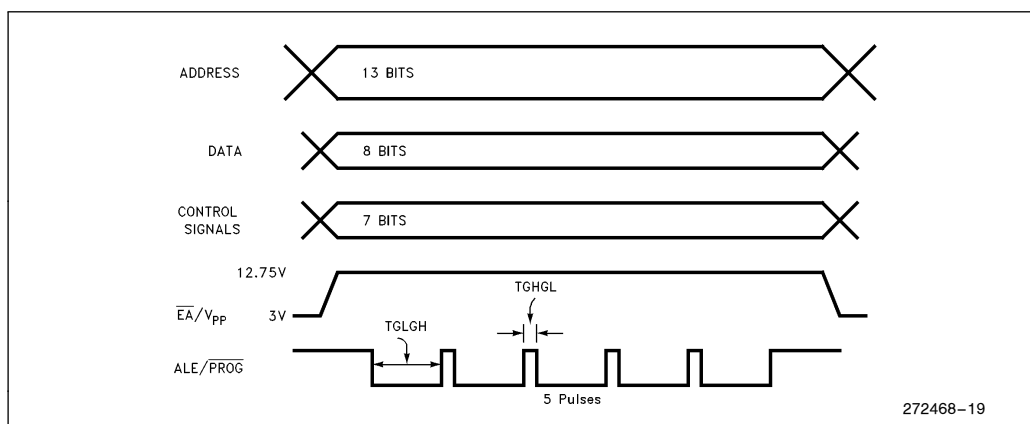 ADDRESS
13 BITS
DATA
8 BITS
CONTROL
SIGNALS
7 BITS
12.75V
EA/VPP
3V
TGHGL
TGLGH
ALE/PROG
5 Pulses
272468–19